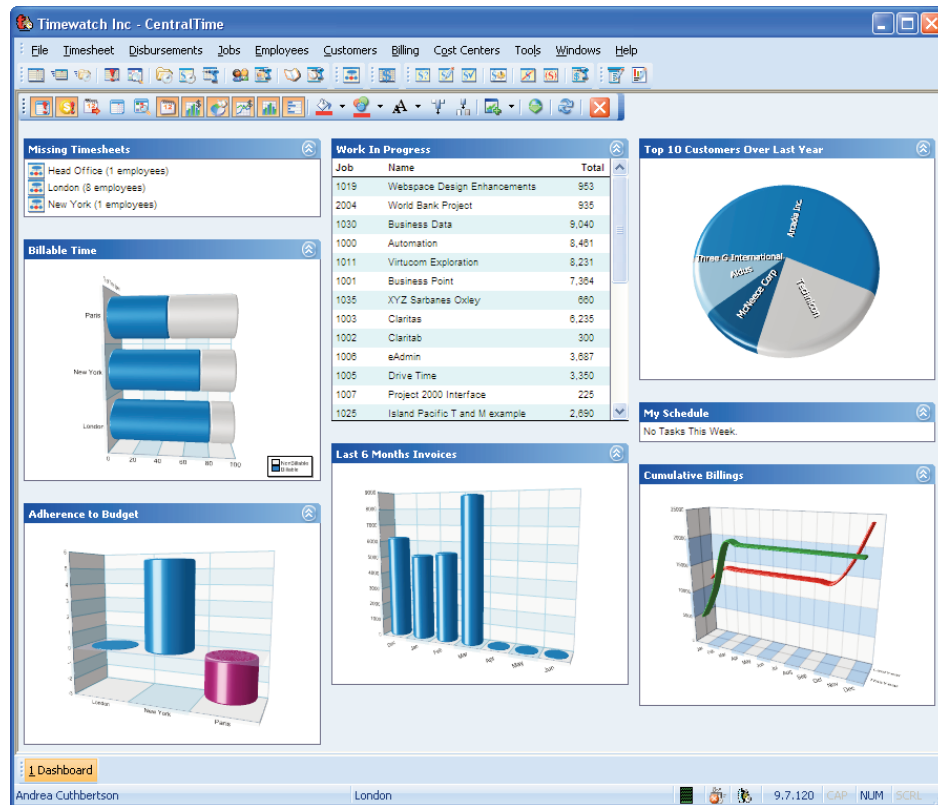 Timewatch Inc - CentralTime
File Timesheet Disbursements Jobs Employees Customers Billing Cost Centers Tools Windows Help
Missing Timesheets
Head Office (1 employees)
London (8 employees)
New York (1 employees)
Billable Time
Paris
New York
London
0 20 40 60 80 100
NonBillable
Billable
Adherence to Budget
London New York Paris
Work In Progress
Job Name Total
1019 Webspace Design Enhancements 953
2004 World Bank Project 935
1030 Business Data 9,040
1000 Automation 8,461
1011 Virtucom Exploration 8,231
1001 Business Point 7,364
1035 XYZ Sarbanes Oxley 660
1003 Claritas 6,235
1002 Claritab 300
1006 eAdmin 3,687
1005 Drive Time 3,350
1007 Project 2000 Interface 225
1025 Island Pacific T and M example 2,690
Last 6 Months Invoices
Dec Jan Feb Mar Apr May Jun
Top 10 Customers Over Last Year
Arradia Inc.
Three G International
Aldus
McNeece Corp
Technicon
My Schedule
No Tasks This Week.
Cumulative Billings
1 Dashboard
Andrea Cuthbertson London 9.7.120 CAP NUM SCRL